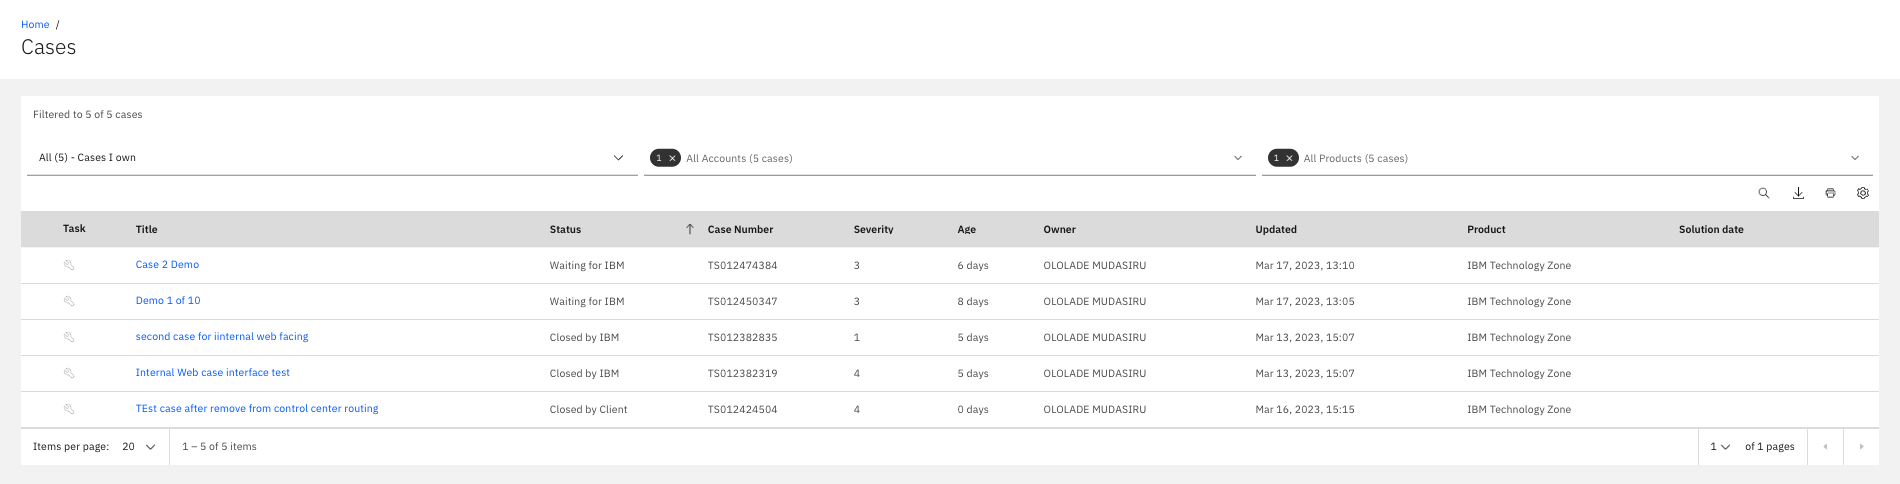 Home /
Cases
Filtered to 5 of 5 cases
All (5) - Cases I own 1 × All Accounts (5 cases) 1 × All Products (5 cases)
Task Title Status ↑ Case Number Severity Age Owner Updated Product Solution date
Case 2 Demo Waiting for IBM TS012474384 3 6 days OLOLADE MUDASIRU Mar 17, 2023, 13:10 IBM Technology Zone
Demo 1 of 10 Waiting for IBM TS012450347 3 8 days OLOLADE MUDASIRU Mar 17, 2023, 13:05 IBM Technology Zone
second case for iinternal web facing Closed by IBM TS012382835 1 5 days OLOLADE MUDASIRU Mar 13, 2023, 15:07 IBM Technology Zone
Internal Web case interface test Closed by IBM TS012382319 4 5 days OLOLADE MUDASIRU Mar 13, 2023, 15:07 IBM Technology Zone
TEst case after remove from control center routing Closed by Client TS012424504 4 0 days OLOLADE MUDASIRU Mar 16, 2023, 15:15 IBM Technology Zone
Items per page: 20 1 – 5 of 5 items 1 of 1 pages